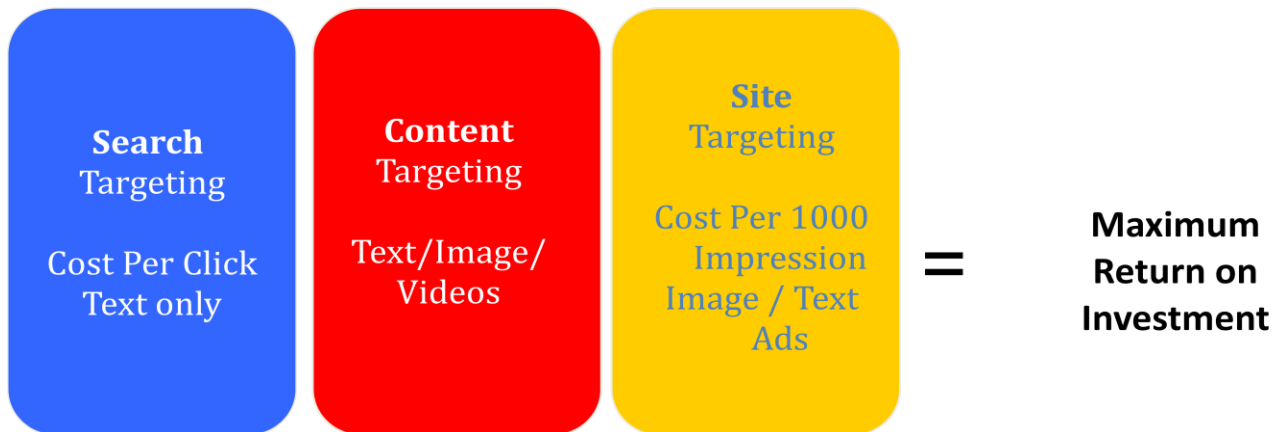 Search
Targeting
Cost Per Click
Text only
Content
Targeting
Text/Image/
Videos
Site
Targeting
Cost Per 1000
Impression
Image / Text
Ads
=
Maximum
Return on
Investment